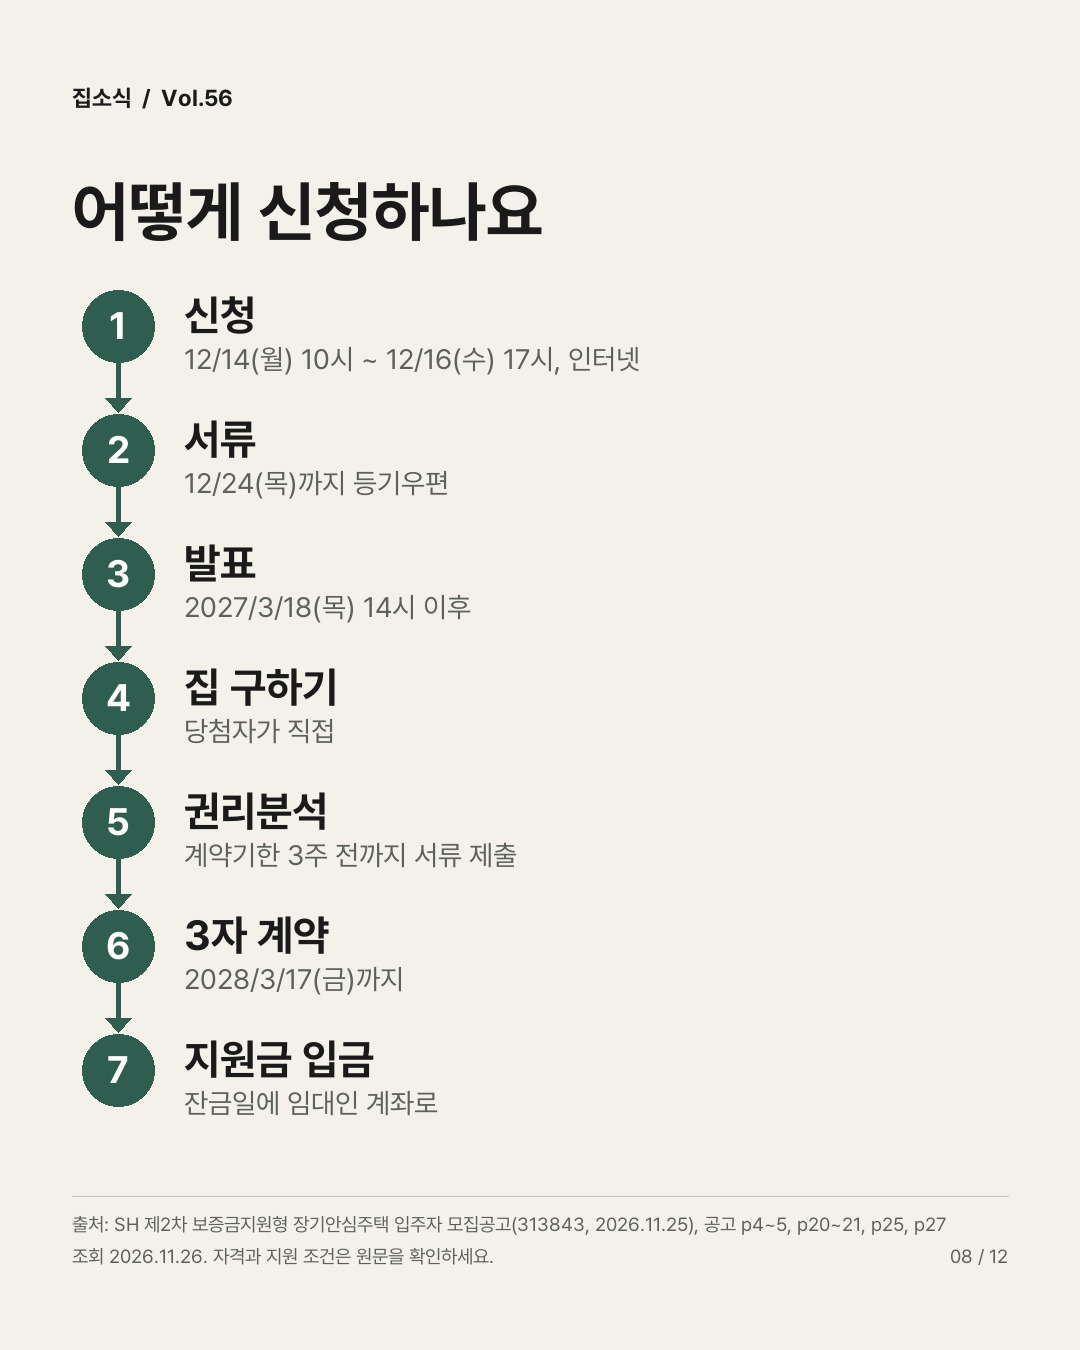 집소식 / Vol.56
어떻게 신청하나요
1
신청
12/14(월) 10시 ~ 12/16(수) 17시, 인터넷
2
서류
12/24(목)까지 등기우편
3
발표
2027/3/18(목) 14시 이후
4
집 구하기
당첨자가 직접
5
권리분석
계약기한 3주 전까지 서류 제출
6
3자 계약
2028/3/17(금)까지
7
지원금 입금
잔금일에 임대인 계좌로
출처: SH 제2차 보증금지원형 장기안심주택 입주자 모집공고(313843, 2026.11.25), 공고 p4~5, p20~21, p25, p27
조회 2026.11.26. 자격과 지원 조건은 원문을 확인하세요.
08 / 12